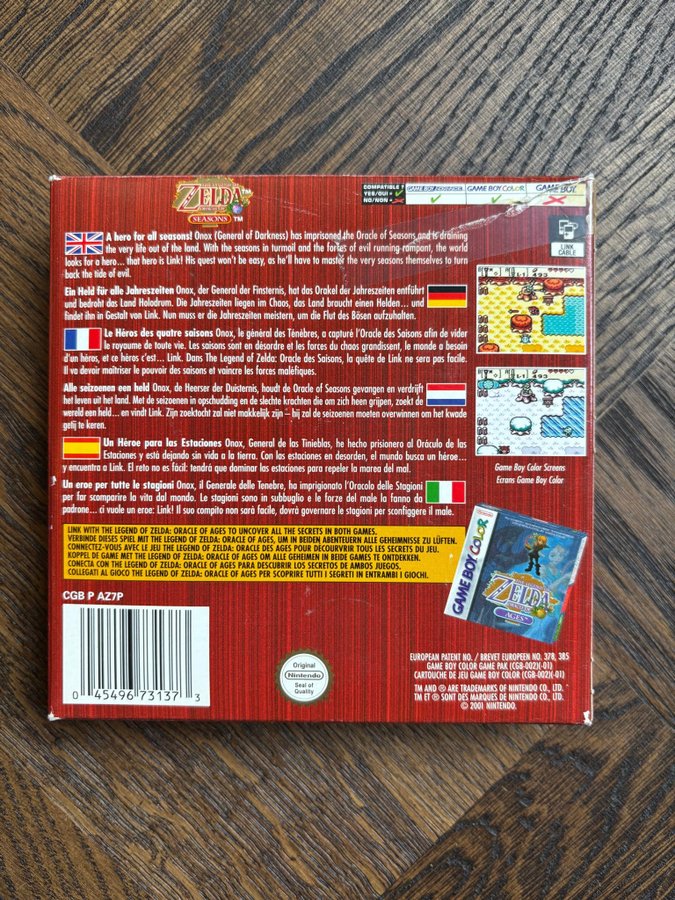 ZELDA™
SEASONS™
COMPATIBLE ?
YES/OUI = ✓
NO/NON = ✗
GAME BOY POCKET
GAME BOY COLOR
GAME BOY
LINK
CABLE
A hero for all seasons! Onox (General of Darkness) has imprisoned the Oracle of Seasons and is draining
the very life out of the land. With the seasons in turmoil and the forces of evil running rampant, the world
looks for a hero... that hero is Link! His quest won't be easy, as he'll have to master the very seasons themselves to turn
back the tide of evil.
Ein Held für alle Jahreszeiten Onox, der General der Finsternis, hat das Orakel der Jahreszeiten entführt
und bedroht das Land Holodrum. Die Jahreszeiten liegen im Chaos, das Land braucht einen Helden... und
findet ihn in Gestalt von Link. Nun muss er die Jahreszeiten meistern, um die Flut des Bösen aufzuhalten.
Le Héros des quatre saisons Onox, le général des Ténèbres, a capturé l'Oracle des Saisons afin de vider
le royaume de toute vie. Les saisons sont en désordre et les forces du chaos grandissent, le monde a besoin
d'un héros, et ce héros c'est... Link. Dans The Legend of Zelda: Oracle des Saisons, la quête de Link ne sera pas facile.
Il va devoir maîtriser le pouvoir des saisons et vaincre les forces maléfiques.
Alle seizoenen een held Onox, de Heerser der Duisternis, houdt de Oracle of Seasons gevangen en verdrijft
het leven uit het land. Met de seizoenen in opschudding en de slechte krachten die om zich heen grijpen, zoekt de
wereld een held... en vindt Link. Zijn zoektocht zal niet makkelijk zijn – hij zal de seizoenen moeten overwinnen om het kwade
gelijg te keren.
Un Héroe para las Estaciones Onox, General de las Tinieblas, ha hecho prisionero al Oráculo de las
Estaciones y está dejando sin vida a la tierra. Con las estaciones en desorden, el mundo busca un héroe...
y encuentra a Link. El reto no es fácil: tendrá que dominar las estaciones para repeler la marea del mal.
Un eroe per tutte le stagioni Onox, il Generale delle Tenebre, ha imprigionato l'Oracolo delle Stagioni
per far scomparire la vita dal mondo. Le stagioni sono in subbuglio e le forze del male la fanno da
padrone... ci vuole un eroe: Link! Il suo compito non sarà facile, dovrà governare le stagioni per sconfiggere il male.
Game Boy Color Screens
Ecrans Game Boy Color
LINK WITH THE LEGEND OF ZELDA: ORACLE OF AGES TO UNCOVER ALL THE SECRETS IN BOTH GAMES.
VERBINDE DIESES SPIEL MIT THE LEGEND OF ZELDA: ORACLE OF AGES, UM IN BEIDEN ABENTEUERN ALLE GEHEIMNISSE ZU LÜFTEN.
CONNECTEZ-VOUS AVEC LE JEU THE LEGEND OF ZELDA: ORACLE DES AGES POUR DÉCOUVRIR TOUS LES SECRETS DU JEU.
KOPPEL DE GAME MET THE LEGEND OF ZELDA: ORACLE OF AGES OM ALLE GEHEIMEN IN BEIDE GAMES TE ONTDEKKEN.
CONECTA CON EL JUEGO THE LEGEND OF ZELDA: ORACLE OF AGES PARA DESCUBRIR LOS SECRETOS DE AMBOS JUEGOS.
COLLEGATI AL GIOCO THE LEGEND OF ZELDA: ORACLE OF AGES PER SCOPRIRE TUTTI I SEGRETI IN ENTRAMBI I GIOCHI.
GAME BOY COLOR
ZELDA
AGES
CGB P AZ7P
0 45496 73137 3
Original
Nintendo
Seal of
Quality
EUROPEAN PATENT NO. / BREVET EUROPEEN NO. 378, 385
GAME BOY COLOR GAME PAK (CGB-002)(-01)
CARTOUCHE DE JEU GAME BOY COLOR (CGB-002)(-01)
TM AND ® ARE TRADEMARKS OF NINTENDO CO., LTD.
TM ET ® SONT DES MARQUES DE NINTENDO CO., LTD.
© 2001 NINTENDO.